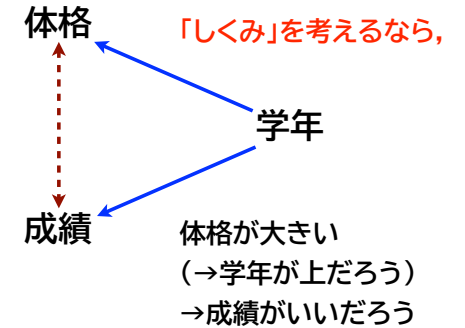 体格
「しくみ」を考えるなら,
学年
成績
体格が大きい
(→学年が上だろう)
→成績がいいだろう